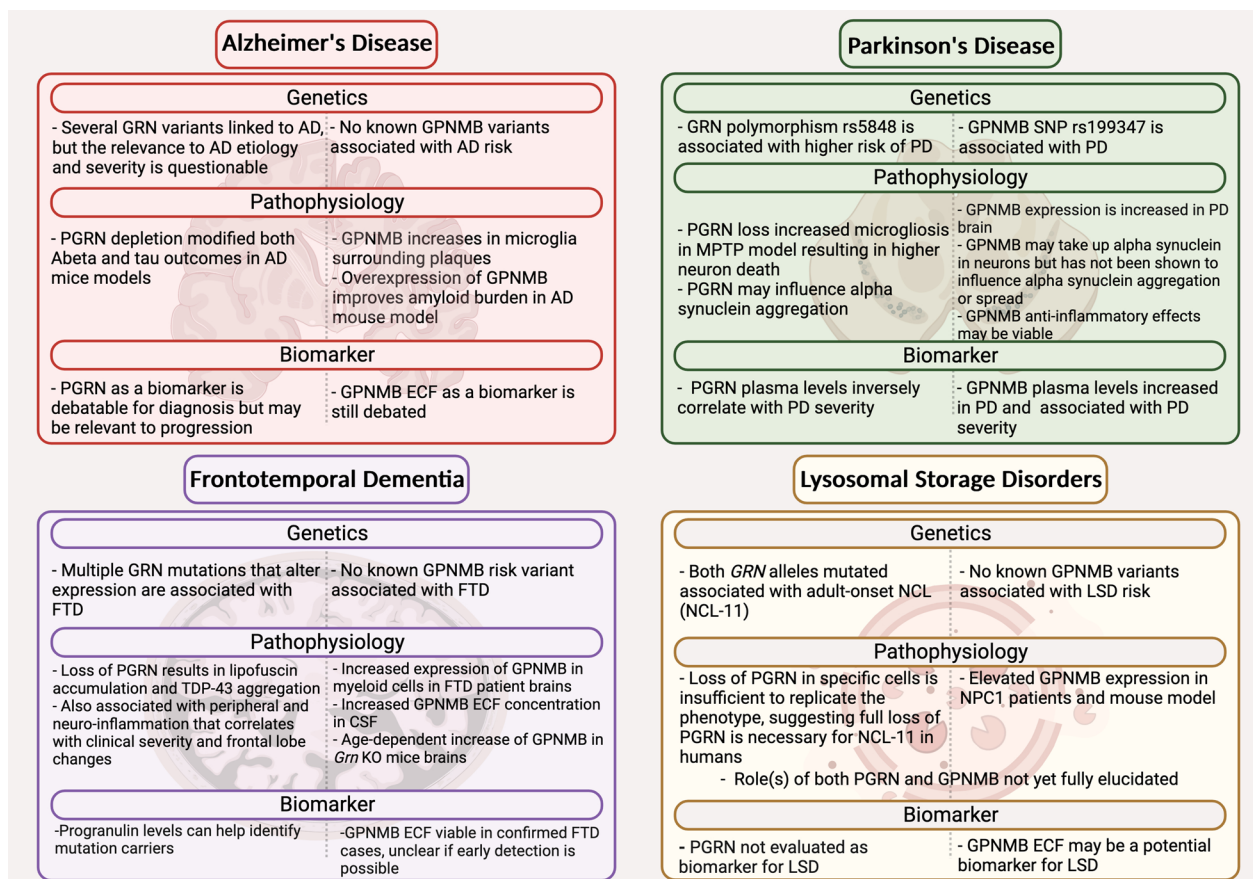 Alzheimer's Disease
Genetics
- Several GRN variants linked to AD,
but the relevance to AD etiology
and severity is questionable
- No known GPNMB variants
associated with AD risk
Pathophysiology
- PGRN depletion modified both
Abeta and tau outcomes in AD
mice models
- GPNMB increases in microglia
surrounding plaques
- Overexpression of GPNMB
improves amyloid burden in AD
mouse model
Biomarker
- PGRN as a biomarker is
debatable for diagnosis but may
be relevant to progression
- GPNMB ECF as a biomarker is
still debated
Parkinson's Disease
Genetics
- GRN polymorphism rs5848 is
associated with higher risk of PD
- GPNMB SNP rs199347 is
associated with PD
Pathophysiology
- PGRN loss increased microgliosis
in MPTP model resulting in higher
neuron death
- PGRN may influence alpha
synuclein aggregation
- GPNMB expression is increased in PD
brain
- GPNMB may take up alpha synuclein
in neurons but has not been shown to
influence alpha synuclein aggregation
or spread
- GPNMB anti-inflammatory effects
may be viable
Biomarker
- PGRN plasma levels inversely
correlate with PD severity
- GPNMB plasma levels increased
in PD and associated with PD
severity
Frontotemporal Dementia
Genetics
- Multiple GRN mutations that alter
expression are associated with
FTD
- No known GPNMB risk variant
associated with FTD
Pathophysiology
- Loss of PGRN results in lipofuscin
accumulation and TDP-43 aggregation
- Also associated with peripheral and
neuro-inflammation that correlates
with clinical severity and frontal lobe
changes
- Increased expression of GPNMB in
myeloid cells in FTD patient brains
- Increased GPNMB ECF concentration
in CSF
- Age-dependent increase of GPNMB in
Grn KO mice brains
Biomarker
-Progranulin levels can help identify
mutation carriers
-GPNMB ECF viable in confirmed FTD
cases, unclear if early detection is
possible
Lysosomal Storage Disorders
Genetics
- Both GRN alleles mutated
associated with adult-onset NCL
(NCL-11)
- No known GPNMB variants
associated with LSD risk
Pathophysiology
- Loss of PGRN in specific cells is
insufficient to replicate the
phenotype, suggesting full loss of
PGRN is necessary for NCL-11 in
humans
- Elevated GPNMB expression in
NPC1 patients and mouse model
- Role(s) of both PGRN and GPNMB not yet fully elucidated
Biomarker
- PGRN not evaluated as
biomarker for LSD
- GPNMB ECF may be a potential
biomarker for LSD